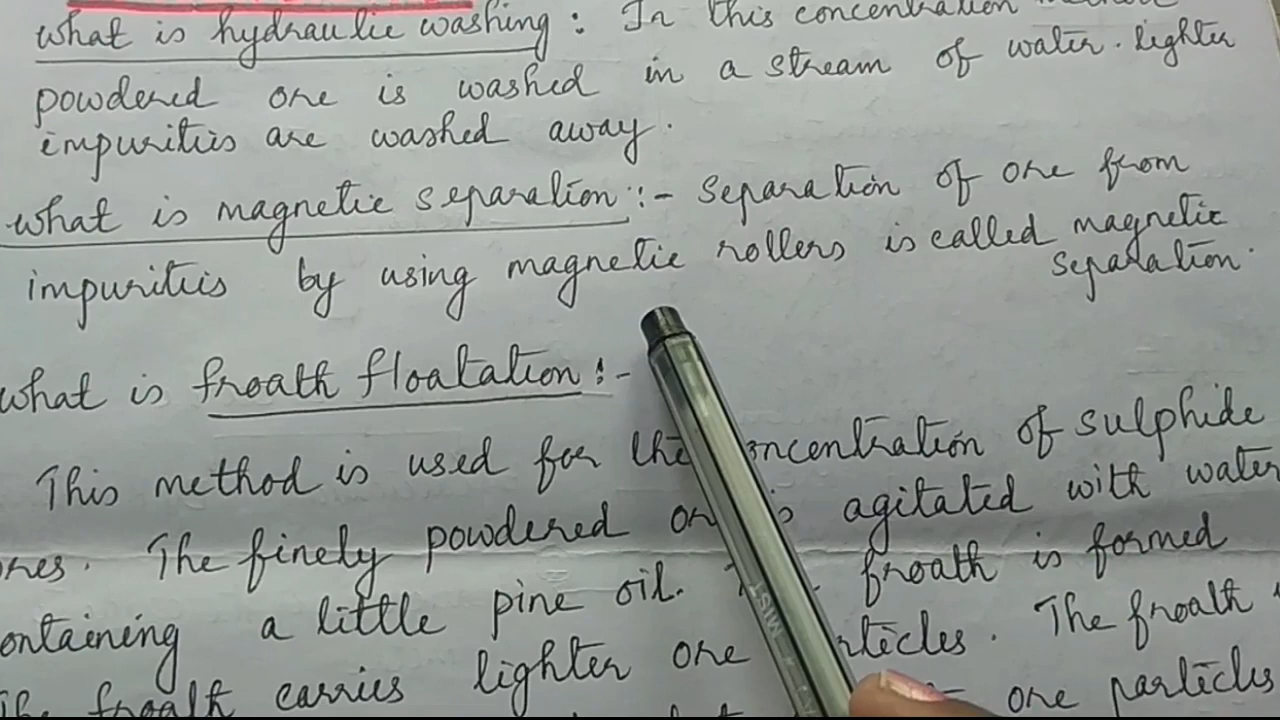 what is hydraulic washing : In this concentration
powdered ore is washed in a stream of water. lighter
impurities are washed away.
what is magnetic separation :- separation of ore from
impurities by using magnetic rollers is called magnetic
separation.
what is froath floatation :-
This method is used for the concentration of sulphide
ores. The finely powdered is agitated with water
containing a little pine oil. froath is formed
The froath carries lighter ore particles. The froath
ore particles